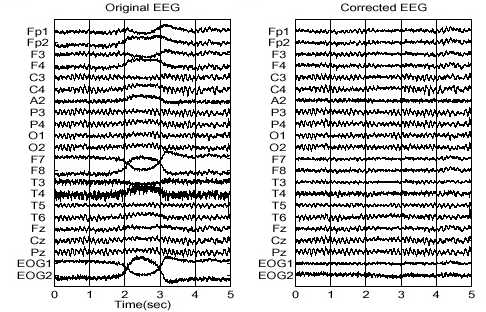 Original EEG
Corrected EEG
Fp1
Fp2
F3
F4
C3
C4
A2
P3
P4
O1
O2
F7
F8
T3
T4
T5
T6
Fz
Cz
Pz
EOG1
EOG2
0 1 2 3 4 5
Time(sec)
Fp1
Fp2
F3
F4
C3
C4
A2
P3
P4
O1
O2
F7
F8
T3
T4
T5
T6
Fz
Cz
Pz
EOG1
EOG2
0 1 2 3 4 5